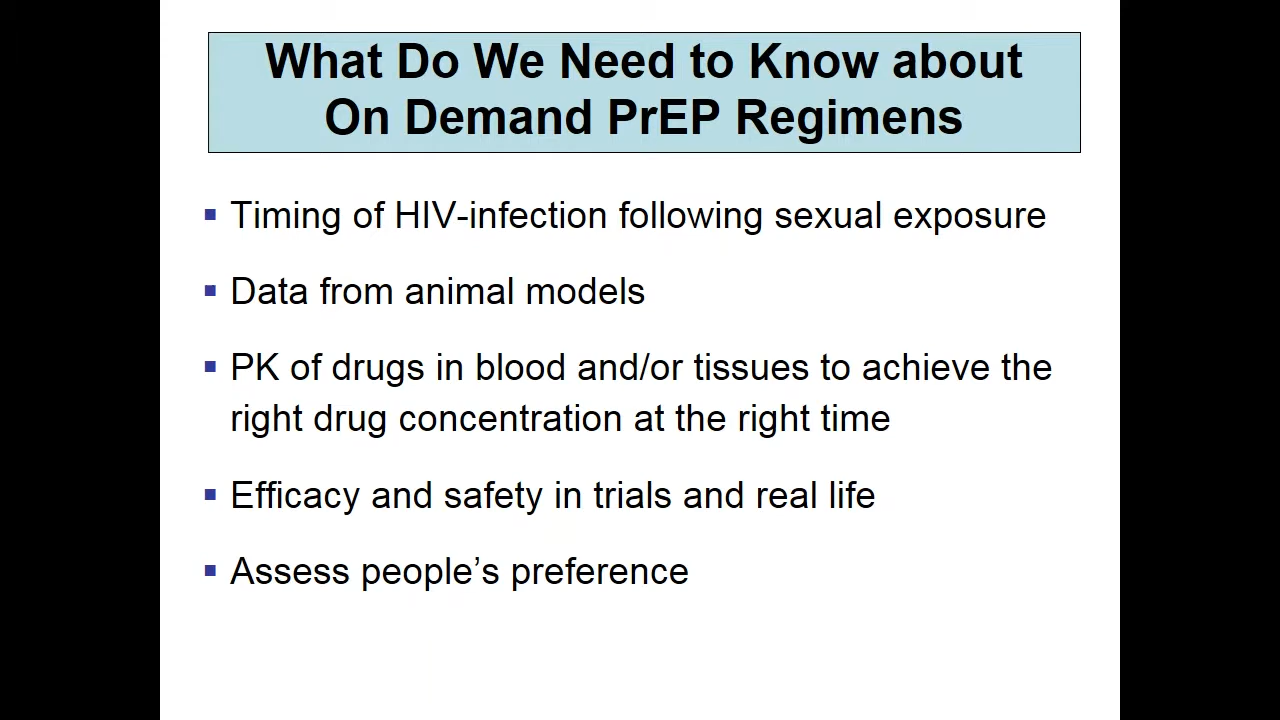 What Do We Need to Know about
On Demand PrEP Regimens
▪ Timing of HIV-infection following sexual exposure
▪ Data from animal models
▪ PK of drugs in blood and/or tissues to achieve the
right drug concentration at the right time
▪ Efficacy and safety in trials and real life
▪ Assess people’s preference